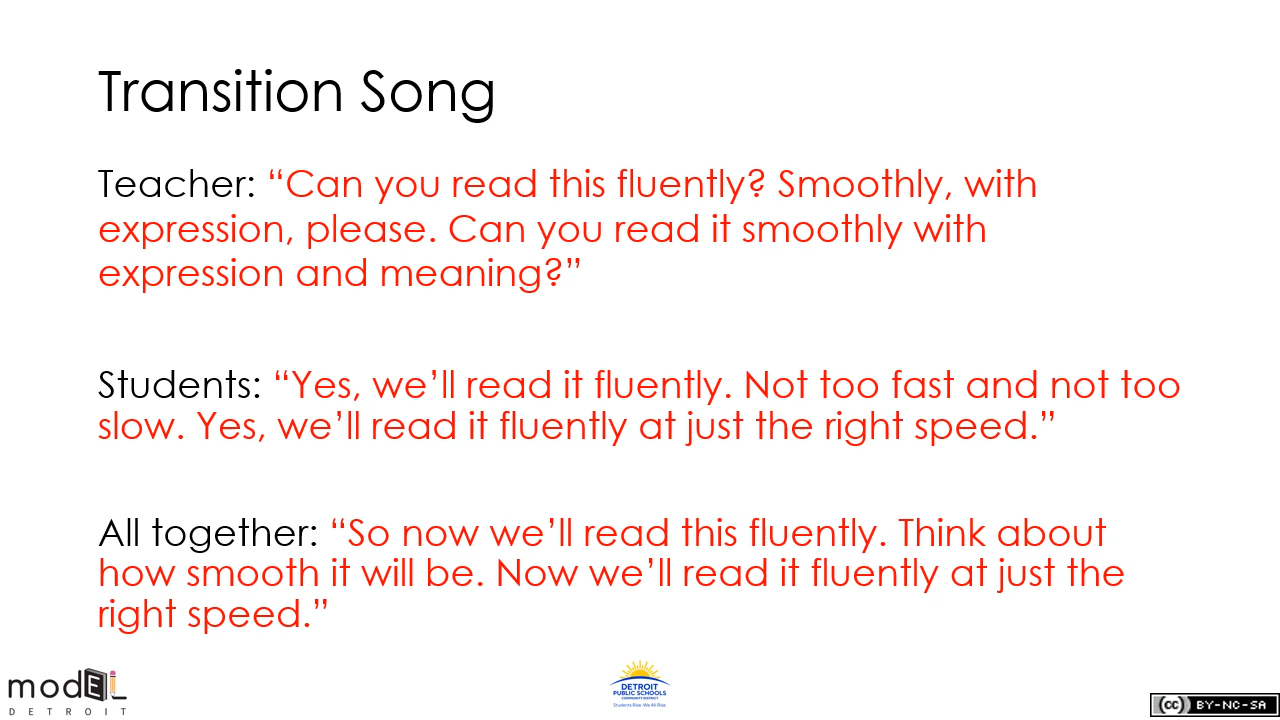 Transition Song
Teacher: “Can you read this fluently? Smoothly, with
expression, please. Can you read it smoothly with
expression and meaning?”
Students: “Yes, we’ll read it fluently. Not too fast and not too
slow. Yes, we’ll read it fluently at just the right speed.”
All together: “So now we’ll read this fluently. Think about
how smooth it will be. Now we’ll read it fluently at just the
right speed.”
modEL
DETROIT
DETROIT
PUBLIC SCHOOLS
COMMUNITY DISTRICT
Students Rise. We All Rise.
cc BY-NC-SA